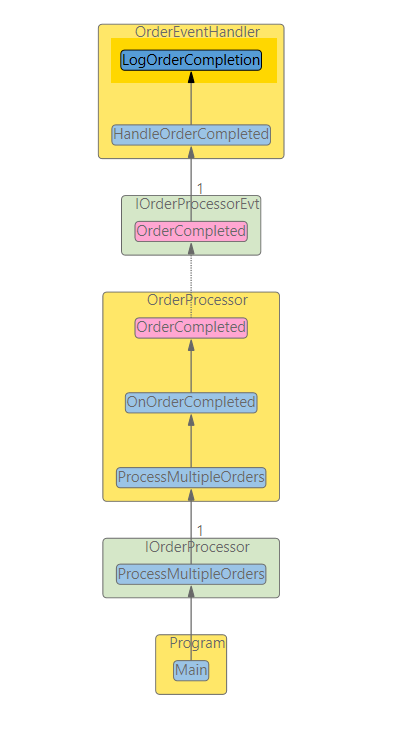 OrderEventHandler
LogOrderCompletion
HandleOrderCompleted
1
IOrderProcessorEvt
OrderCompleted
OrderProcessor
OrderCompleted
OnOrderCompleted
ProcessMultipleOrders
1
IOrderProcessor
ProcessMultipleOrders
Program
Main